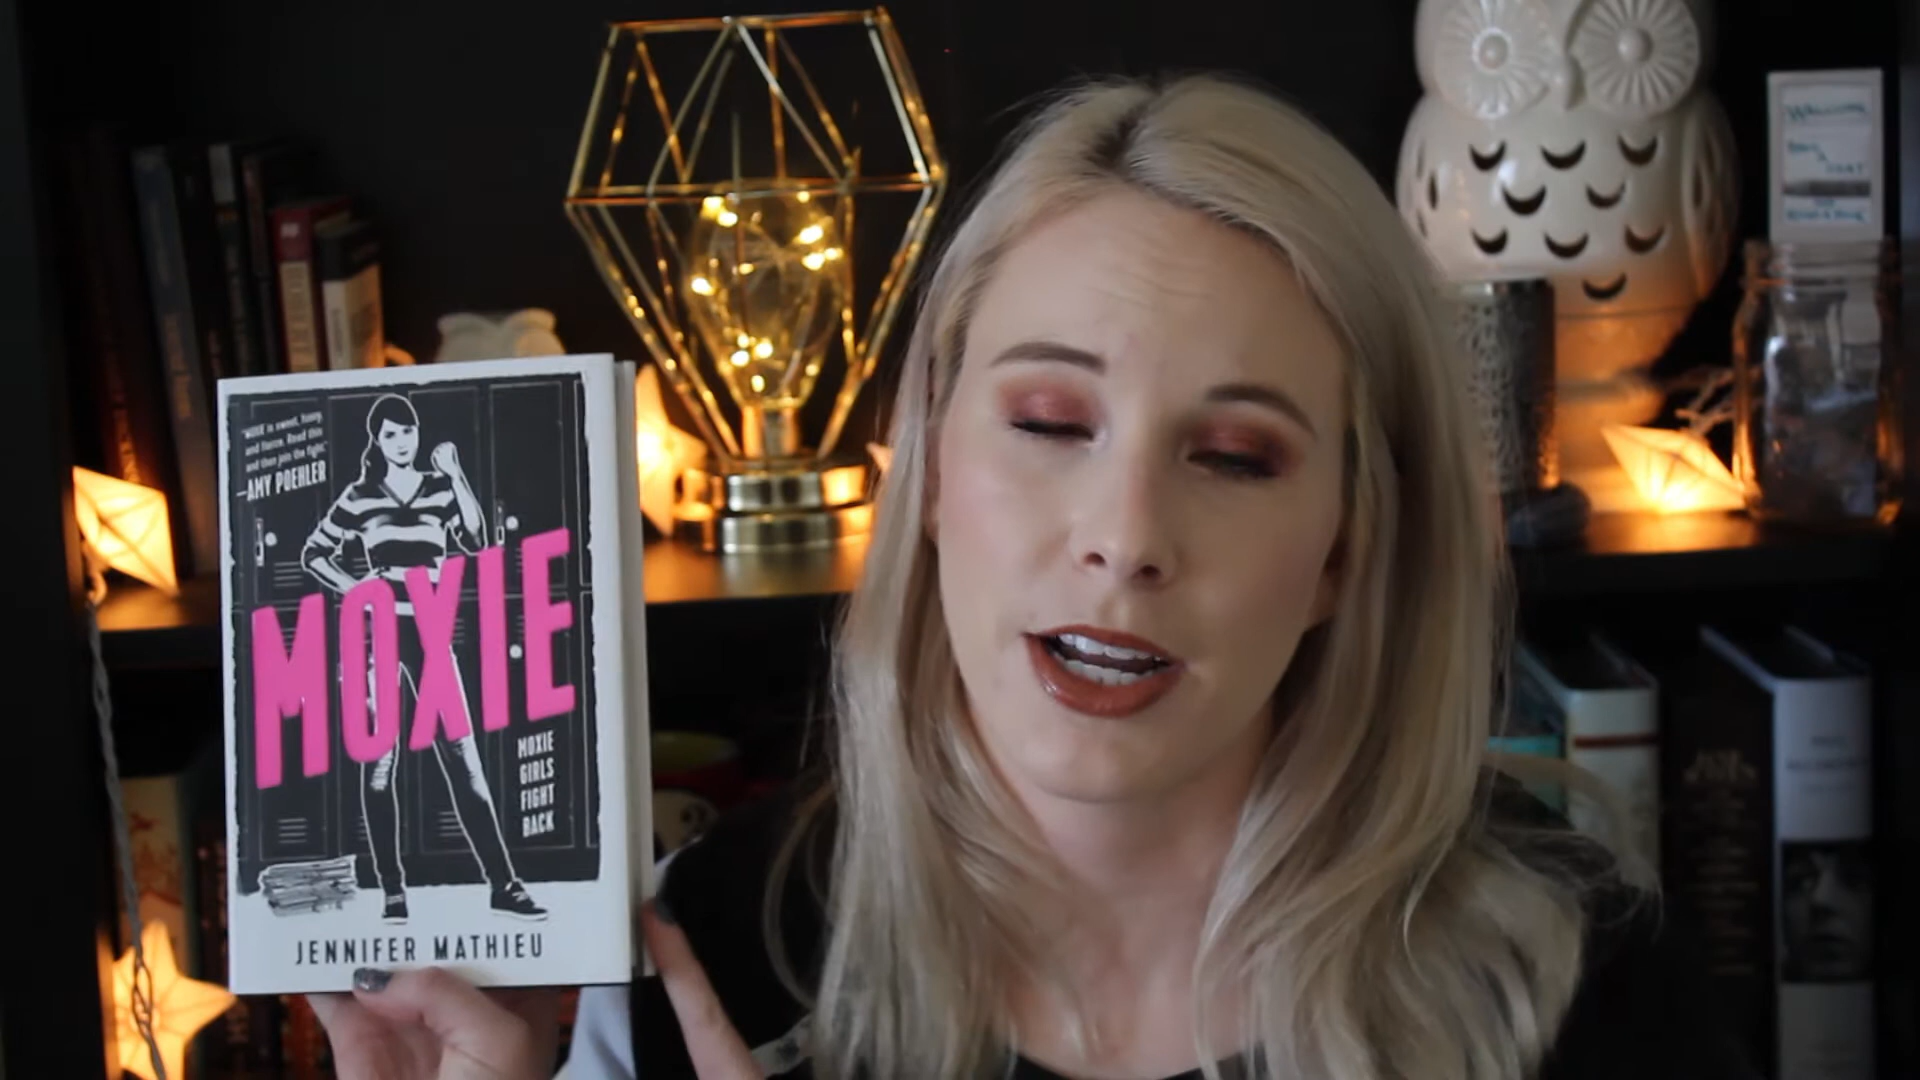 "MOXIE is sweet, funny,
and fierce. Read this
and then join the fight."
—AMY POEHLER
MOXIE
MOXIE
GIRLS
FIGHT
BACK
JENNIFER MATHIEU